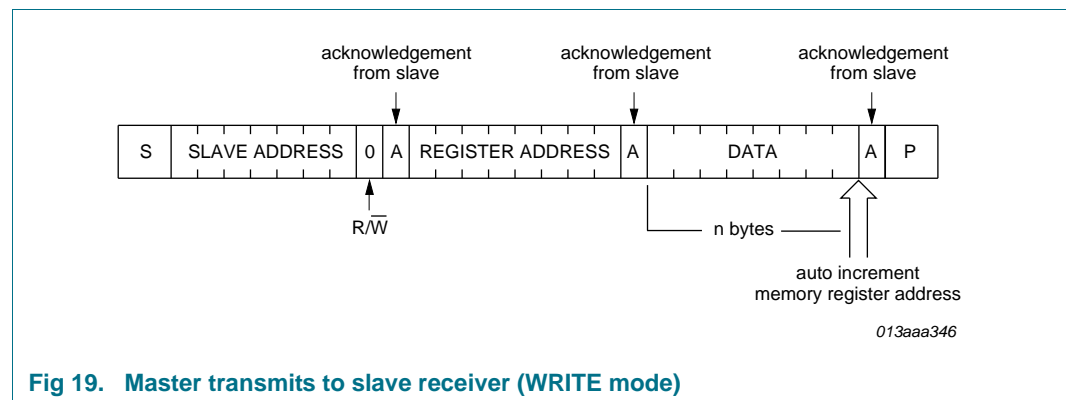 acknowledgement
from slave
acknowledgement
from slave
acknowledgement
from slave
S SLAVE ADDRESS 0 A REGISTER ADDRESS A DATA A P
R/W̅
n bytes
auto increment
memory register address
013aaa346
Fig 19. Master transmits to slave receiver (WRITE mode)